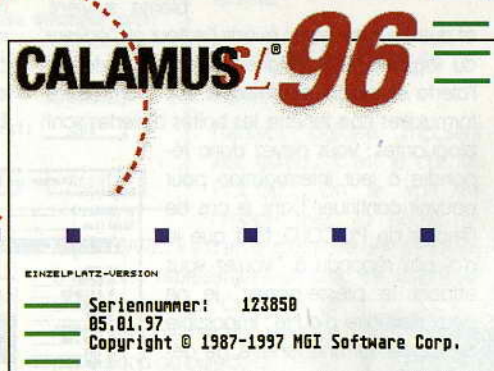 CALAMUS SL® 96
EINZELPLATZ-VERSION
Seriennummer: 123850
05.01.97
Copyright © 1987-1997 MGI Software Corp.